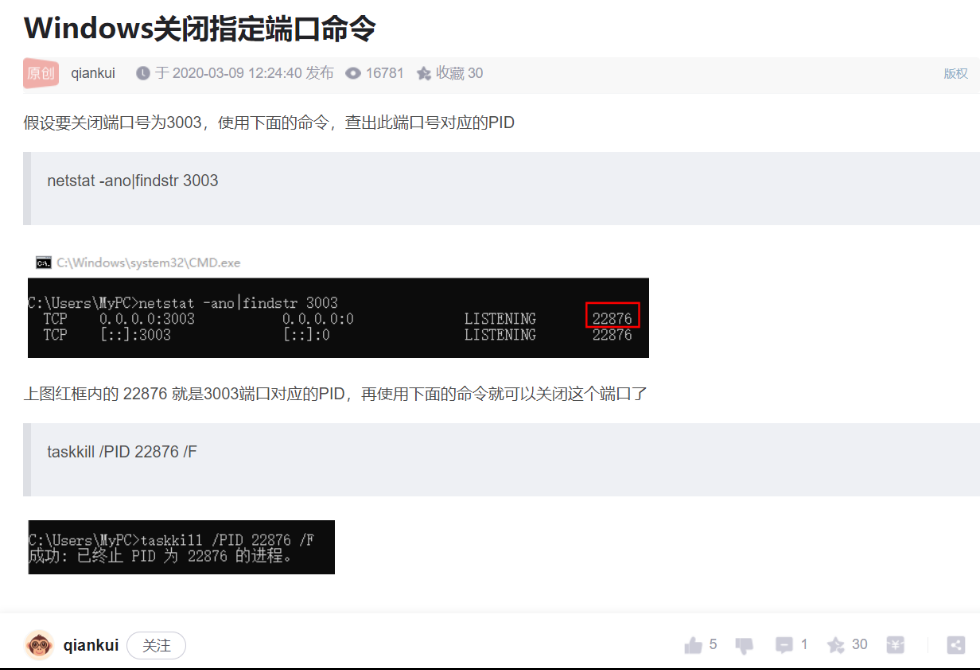 Windows关闭指定端口命令
原创 qiankui 于 2020-03-09 12:24:40 发布 16781 收藏 30 版权
假设要关闭端口号为3003，使用下面的命令，查出此端口号对应的PID
netstat -ano|findstr 3003
C:\Windows\system32\CMD.exe
C:\Users\MyPC>netstat -ano|findstr 3003
TCP 0.0.0.0:3003 0.0.0.0:0 LISTENING 22876
TCP [::]:3003 [::]:0 LISTENING 22876
上图红框内的 22876 就是3003端口对应的PID，再使用下面的命令就可以关闭这个端口了
taskkill /PID 22876 /F
C:\Users\MyPC>taskkill /PID 22876 /F
成功: 已终止 PID 为 22876 的进程。
qiankui 关注 5 1 30